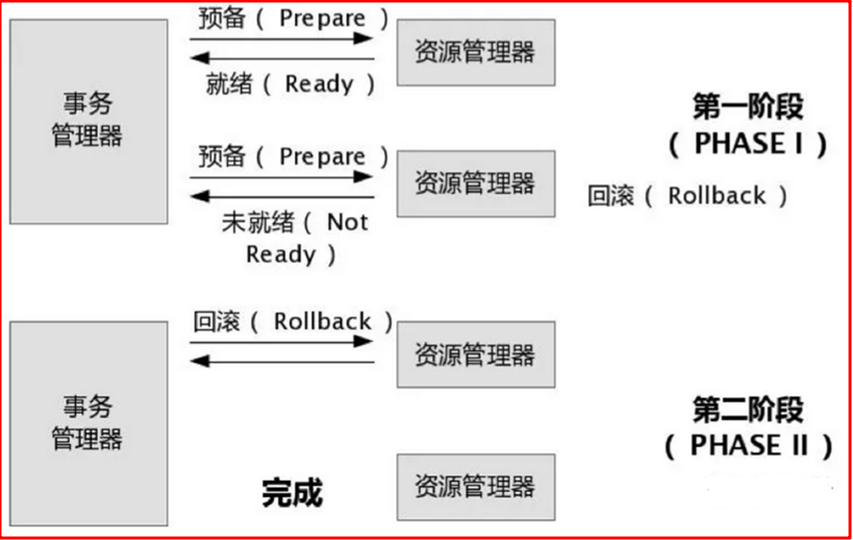 预备( Prepare )
资源管理器
就绪( Ready )
事务
管理器
第一阶段
( PHASE I )
预备( Prepare )
资源管理器
回滚( Rollback )
未就绪( Not
Ready )
回滚( Rollback )
资源管理器
事务
管理器
第二阶段
( PHASE II )
完成
资源管理器